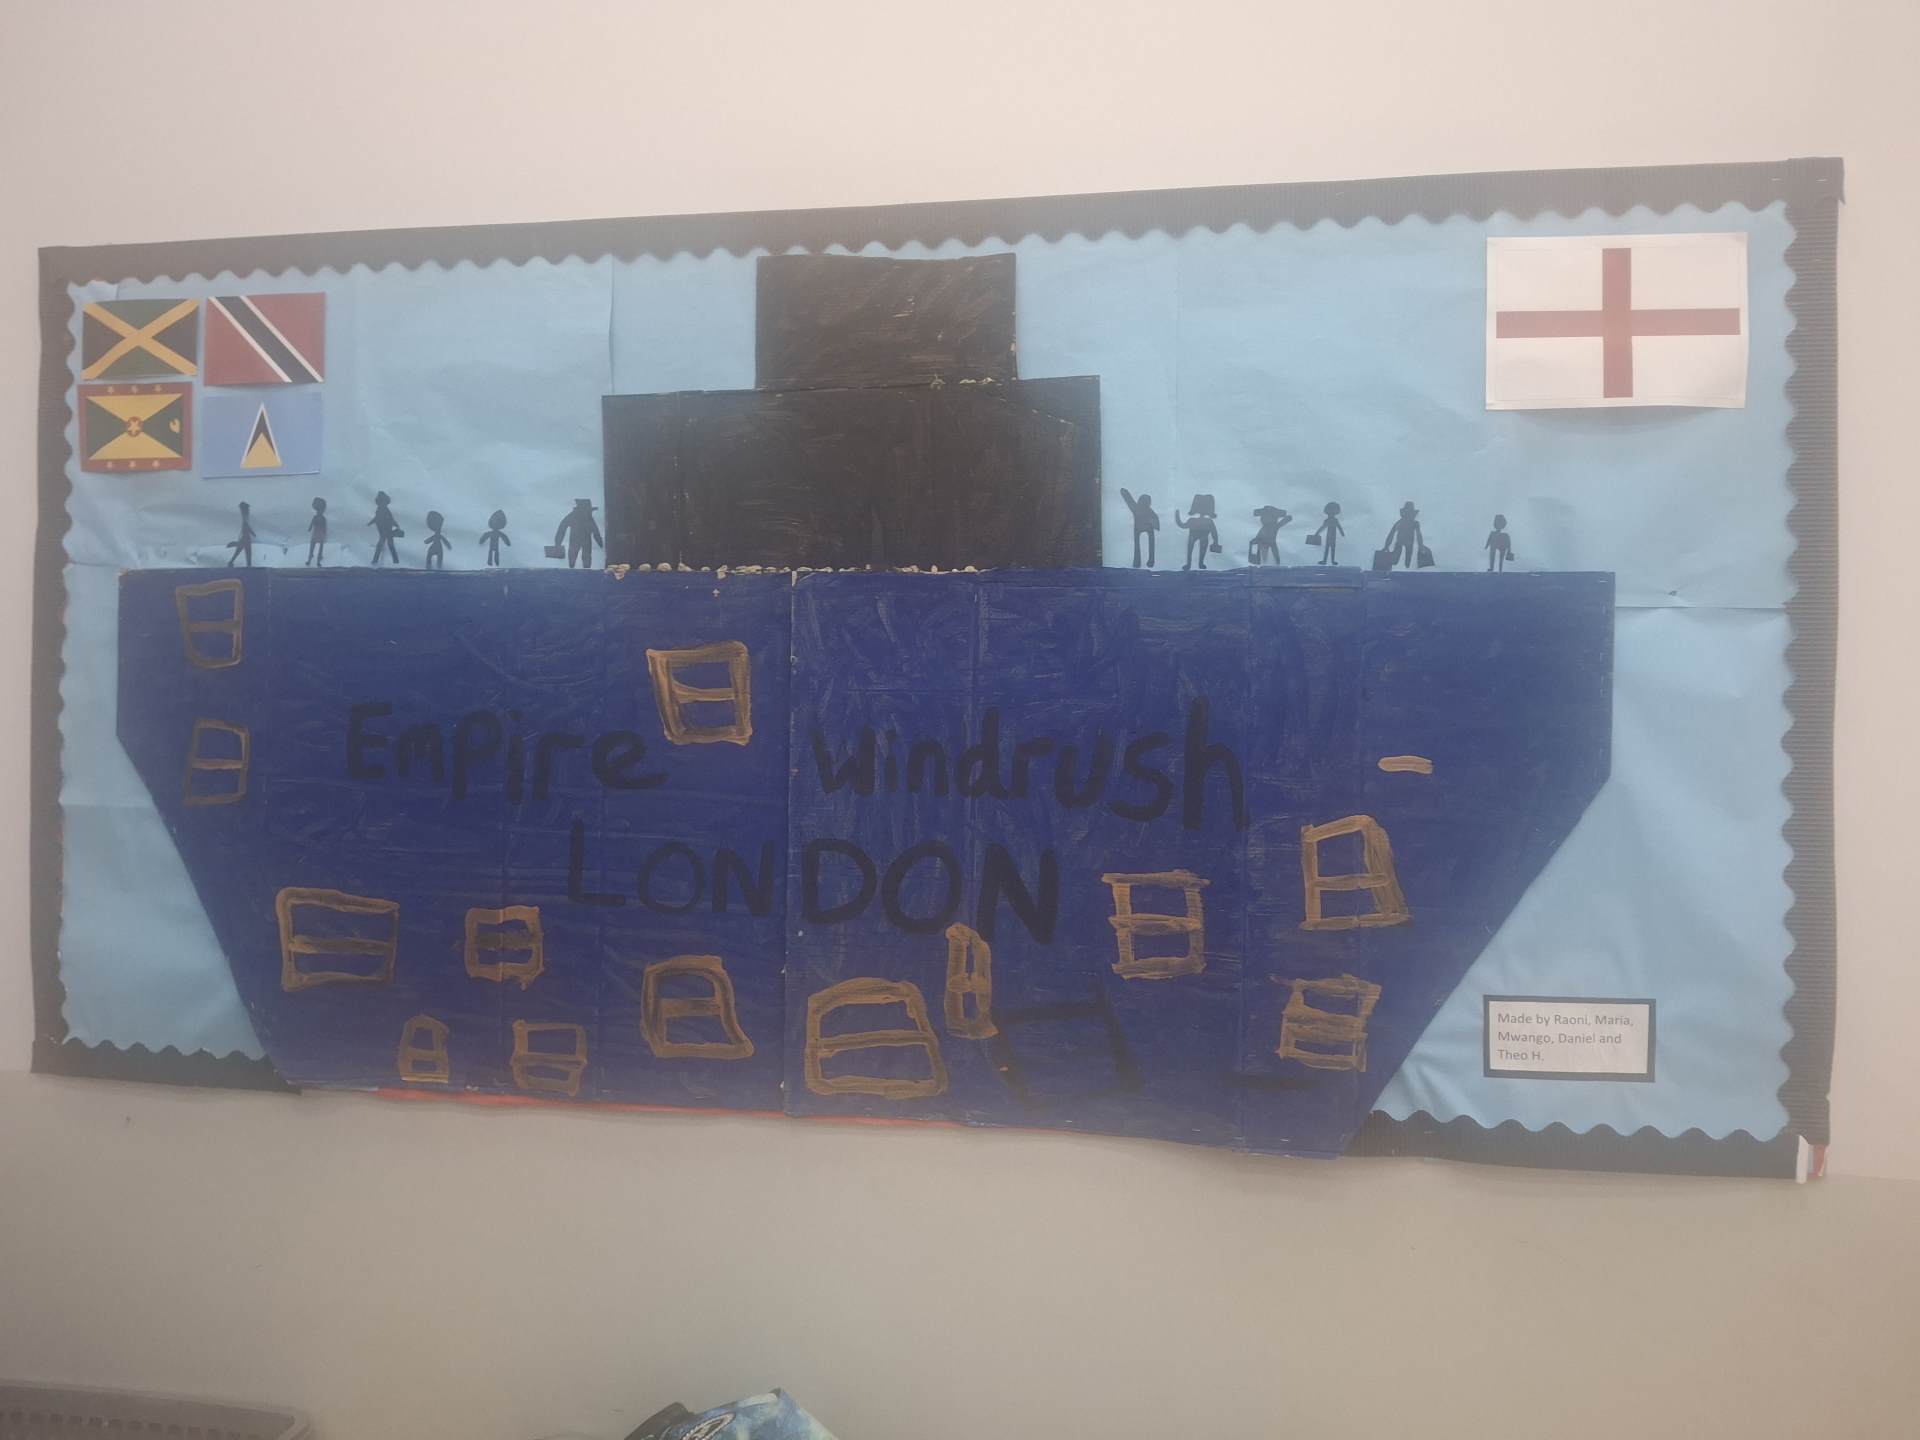 Empire Windrush
LONDON
Made by Raoni, Maria,
Mwango, Daniel and
Theo H.